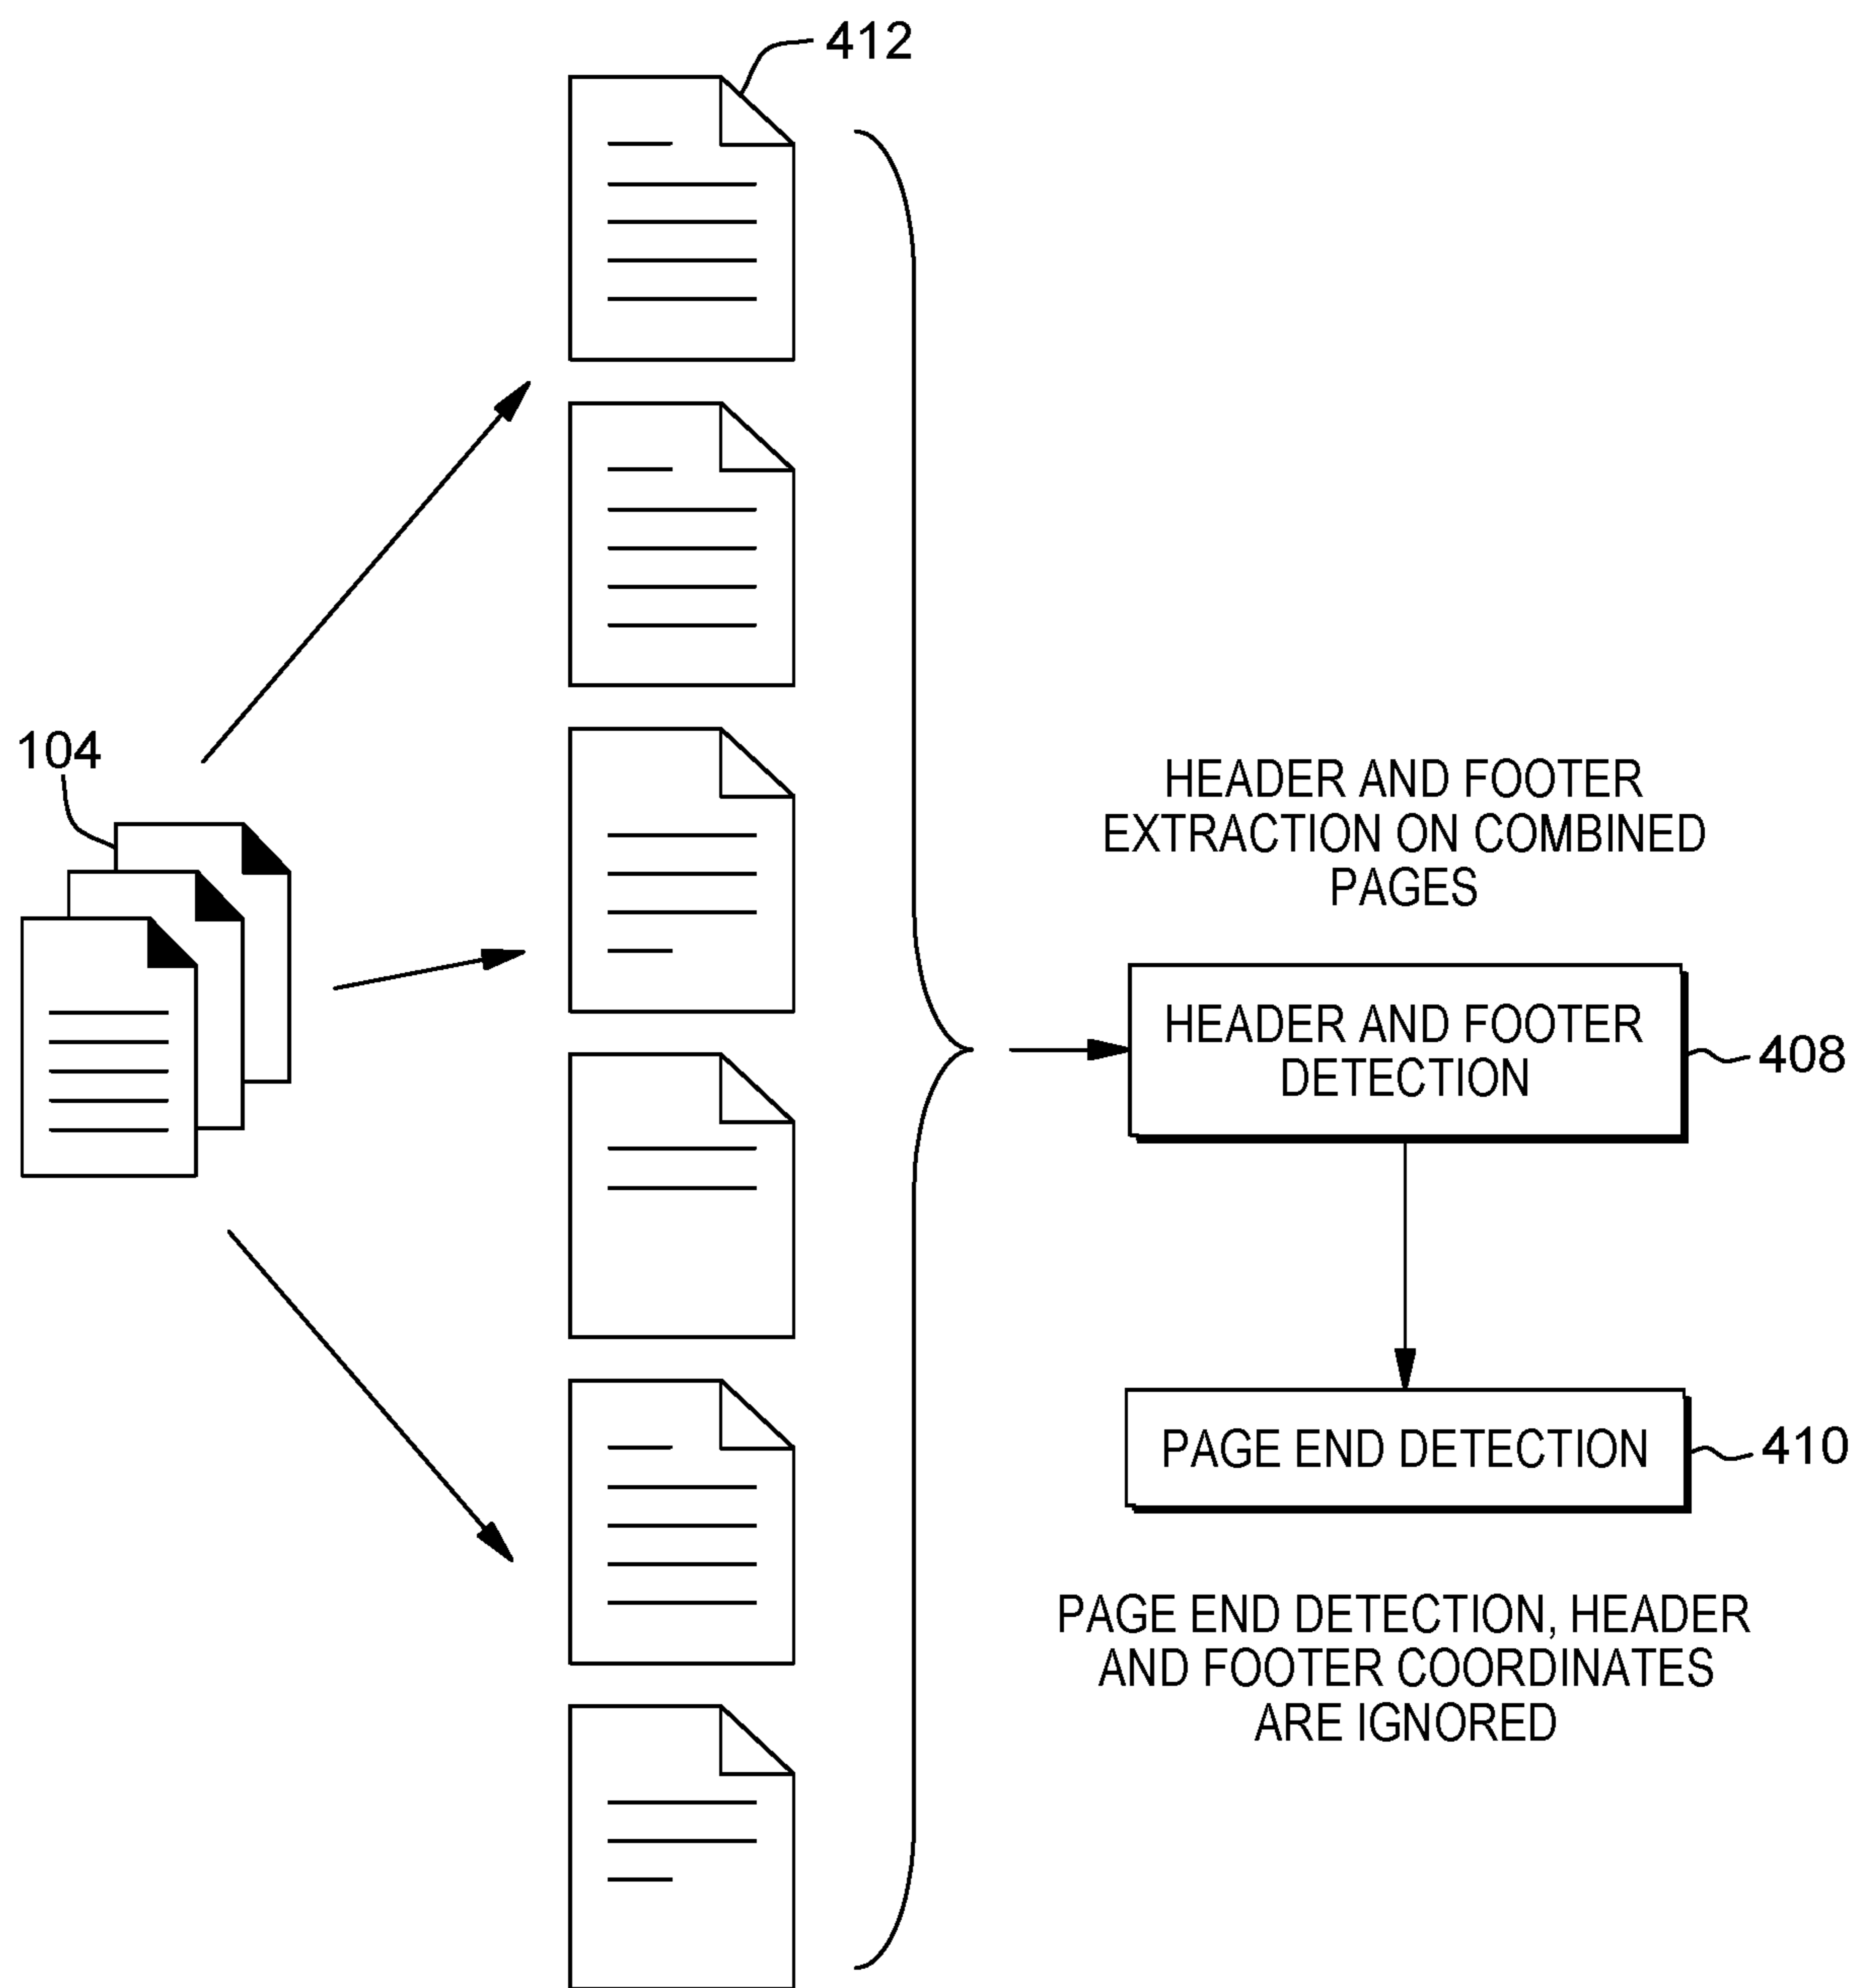 412
104
HEADER AND FOOTER
EXTRACTION ON COMBINED
PAGES
HEADER AND FOOTER
DETECTION
408
PAGE END DETECTION
410
PAGE END DETECTION, HEADER
AND FOOTER COORDINATES
ARE IGNORED